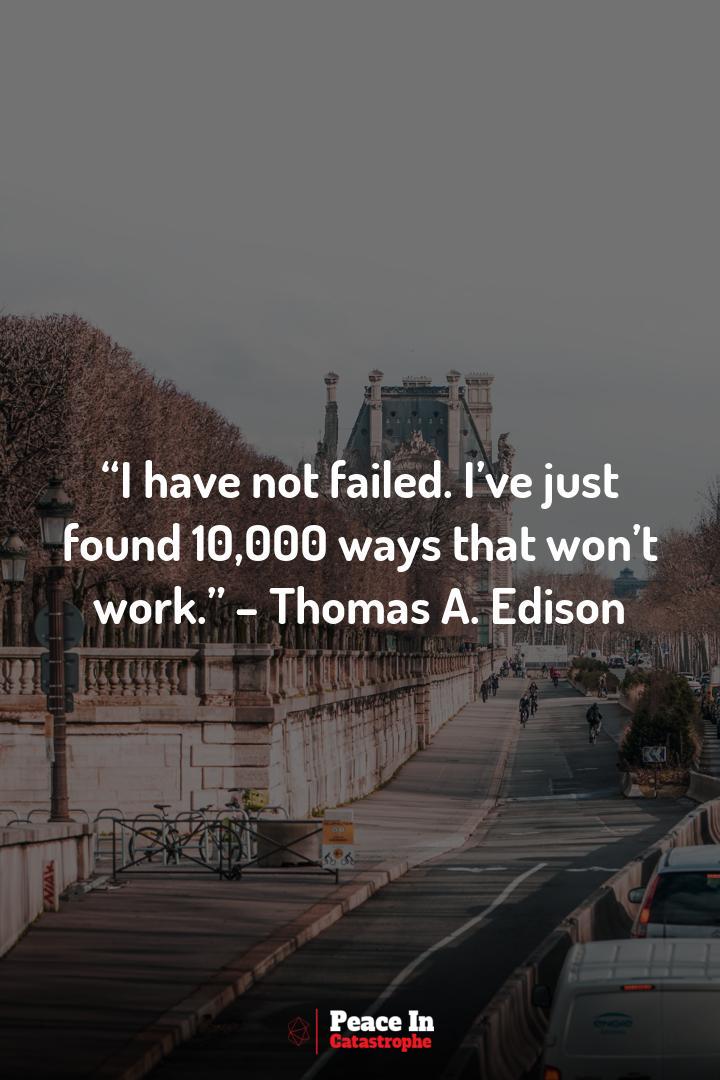 “I have not failed. I’ve just
found 10,000 ways that won’t
work.” – Thomas A. Edison
Peace In
Catastrophe